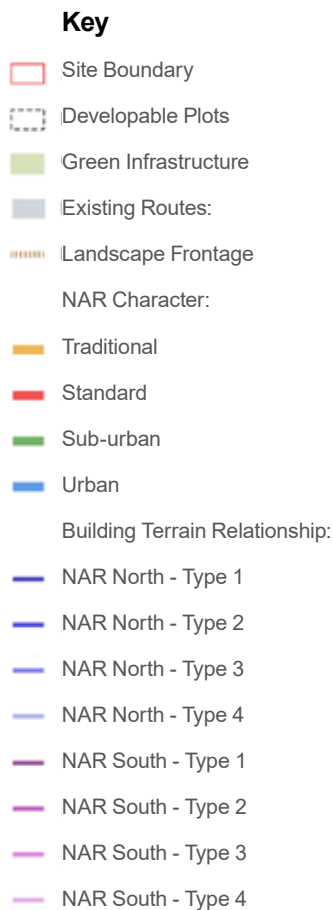 Key
Site Boundary
Developable Plots
Green Infrastructure
Existing Routes:
Landscape Frontage
NAR Character:
Traditional
Standard
Sub-urban
Urban
Building Terrain Relationship:
NAR North - Type 1
NAR North - Type 2
NAR North - Type 3
NAR North - Type 4
NAR South - Type 1
NAR South - Type 2
NAR South - Type 3
NAR South - Type 4